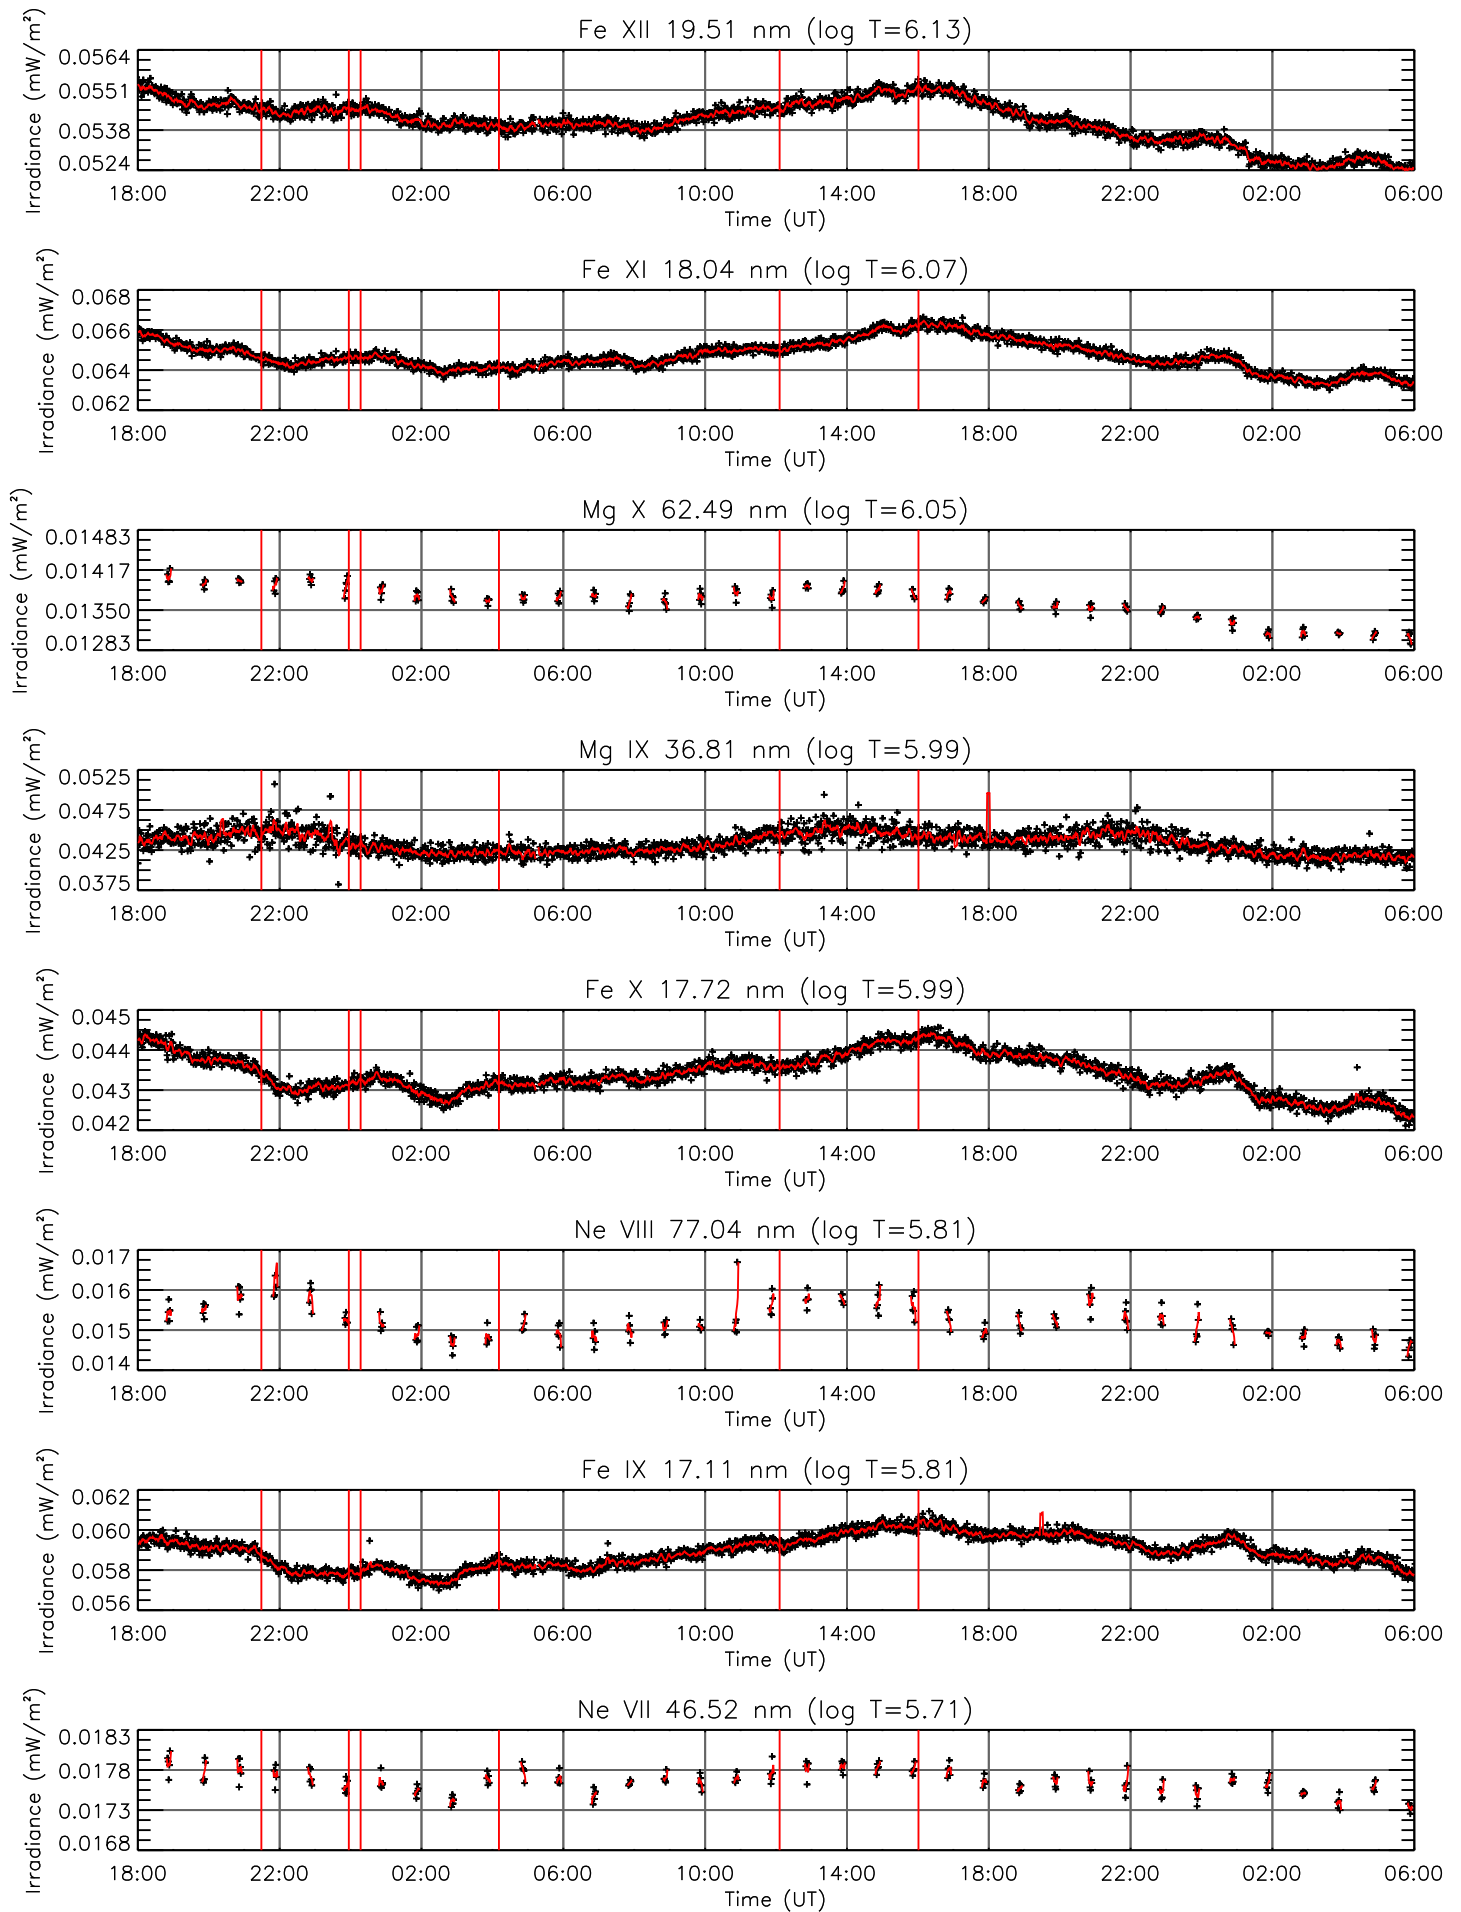 Fe XII 19.51 nm (log T=6.13)
Irradiance (mW/m²)
0.0564
0.0551
0.0538
0.0524
18:00 22:00 02:00 06:00 10:00 14:00 18:00 22:00 02:00 06:00
Time (UT)
Fe XI 18.04 nm (log T=6.07)
Irradiance (mW/m²)
0.068
0.066
0.064
0.062
18:00 22:00 02:00 06:00 10:00 14:00 18:00 22:00 02:00 06:00
Time (UT)
Mg X 62.49 nm (log T=6.05)
Irradiance (mW/m²)
0.01483
0.01417
0.01350
0.01283
18:00 22:00 02:00 06:00 10:00 14:00 18:00 22:00 02:00 06:00
Time (UT)
Mg IX 36.81 nm (log T=5.99)
Irradiance (mW/m²)
0.0525
0.0475
0.0425
0.0375
18:00 22:00 02:00 06:00 10:00 14:00 18:00 22:00 02:00 06:00
Time (UT)
Fe X 17.72 nm (log T=5.99)
Irradiance (mW/m²)
0.045
0.044
0.043
0.042
18:00 22:00 02:00 06:00 10:00 14:00 18:00 22:00 02:00 06:00
Time (UT)
Ne VIII 77.04 nm (log T=5.81)
Irradiance (mW/m²)
0.017
0.016
0.015
0.014
18:00 22:00 02:00 06:00 10:00 14:00 18:00 22:00 02:00 06:00
Time (UT)
Fe IX 17.11 nm (log T=5.81)
Irradiance (mW/m²)
0.062
0.060
0.058
0.056
18:00 22:00 02:00 06:00 10:00 14:00 18:00 22:00 02:00 06:00
Time (UT)
Ne VII 46.52 nm (log T=5.71)
Irradiance (mW/m²)
0.0183
0.0178
0.0173
0.0168
18:00 22:00 02:00 06:00 10:00 14:00 18:00 22:00 02:00 06:00
Time (UT)